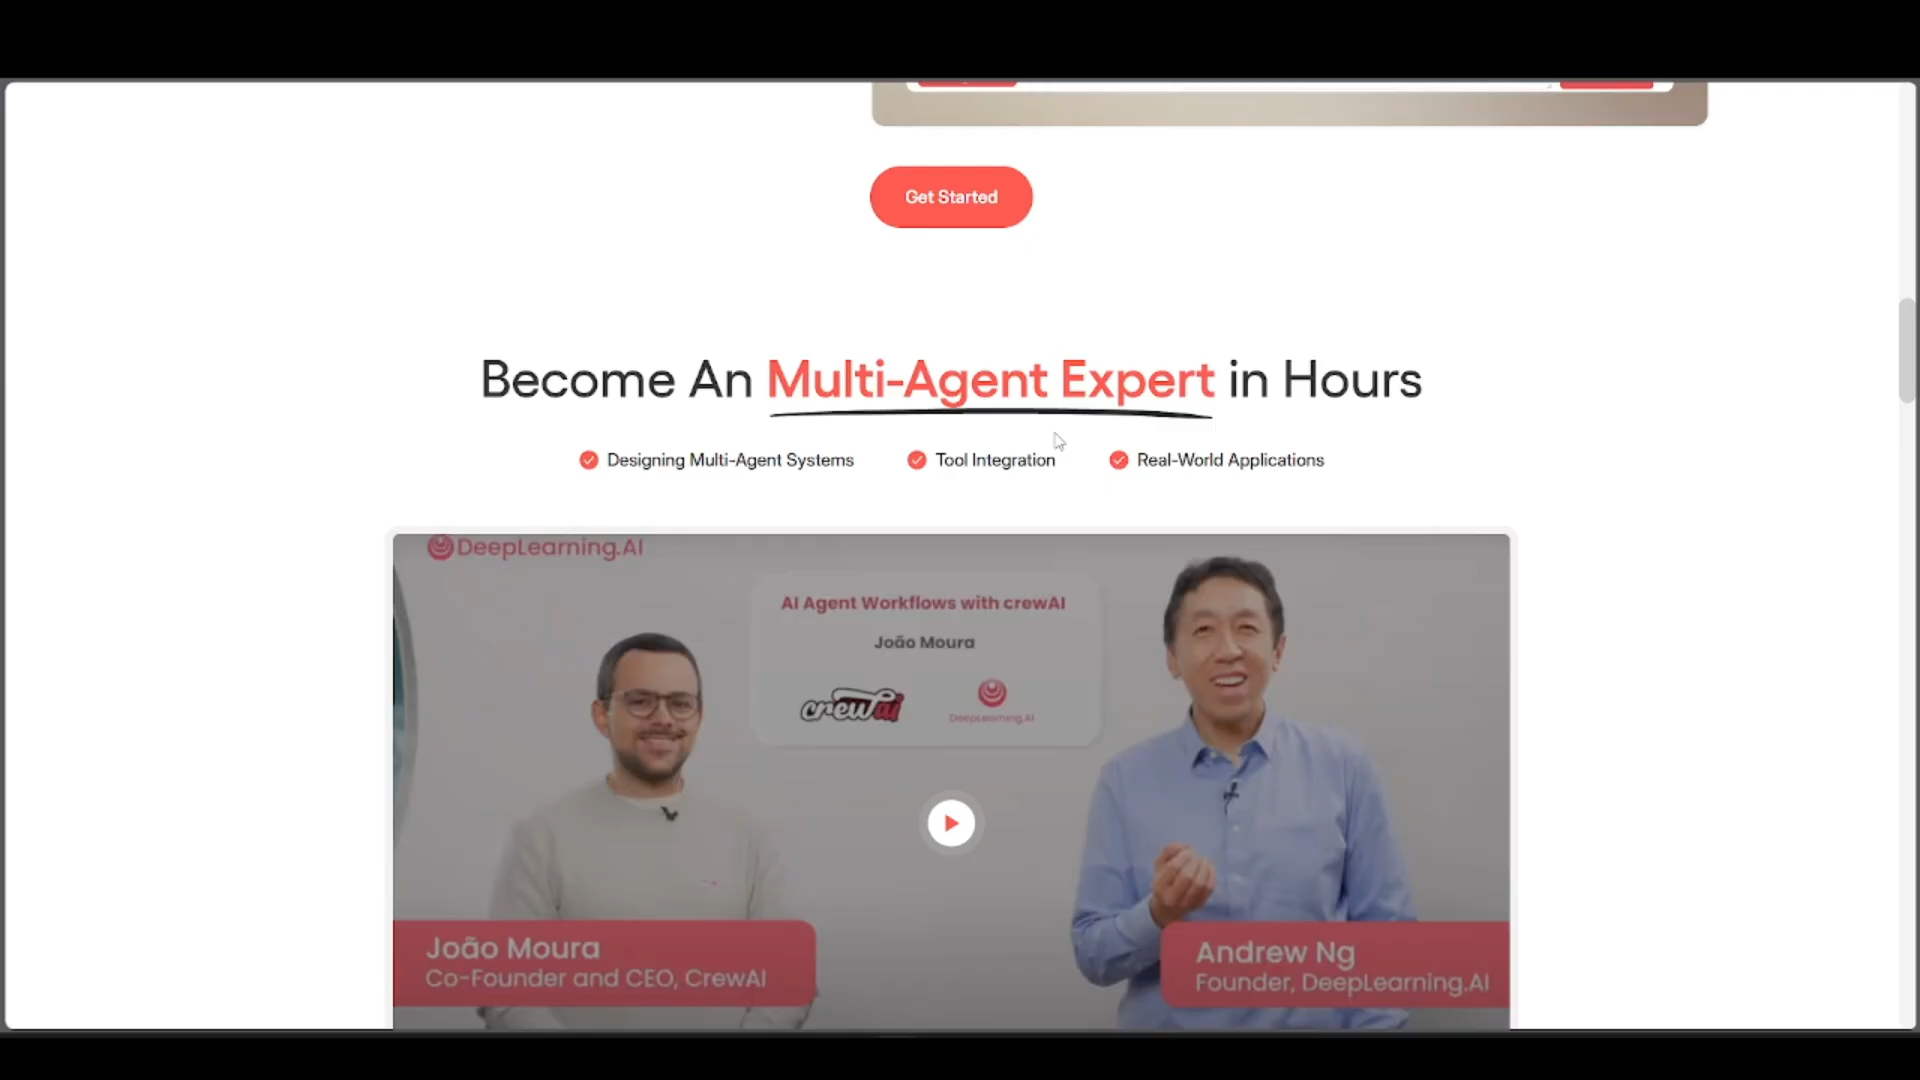 Get Started
Become An Multi-Agent Expert in Hours
Designing Multi-Agent Systems
Tool Integration
Real-World Applications
DeepLearning.AI
AI Agent Workflows with crewAI
João Moura
crewai
DeepLearning.AI
João Moura
Co-Founder and CEO, CrewAI
Andrew Ng
Founder, DeepLearning.AI